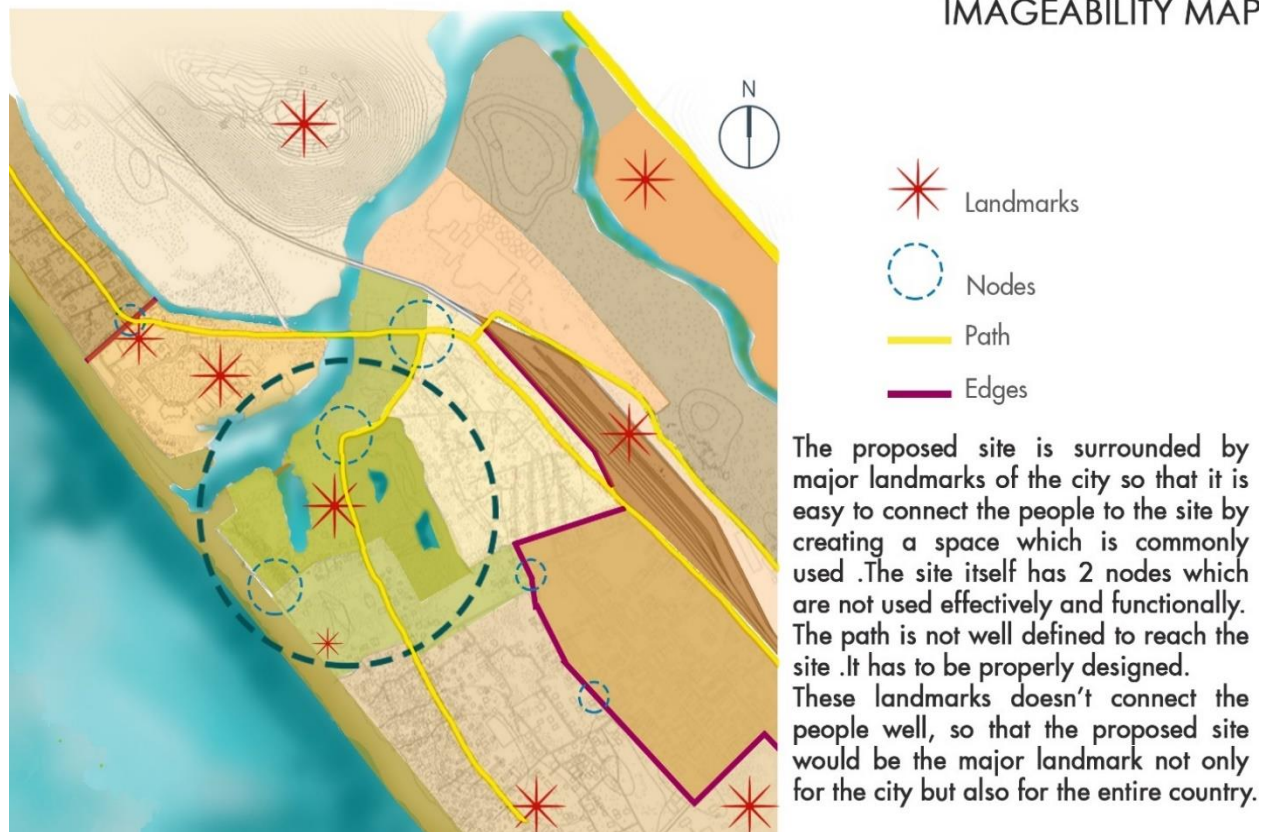 IMAGEABILITY MAP
N
Landmarks
Nodes
Path
Edges
The proposed site is surrounded by
major landmarks of the city so that it is
easy to connect the people to the site by
creating a space which is commonly
used .The site itself has 2 nodes which
are not used effectively and functionally.
The path is not well defined to reach the
site .It has to be properly designed.
These landmarks doesn't connect the
people well, so that the proposed site
would be the major landmark not only
for the city but also for the entire country.